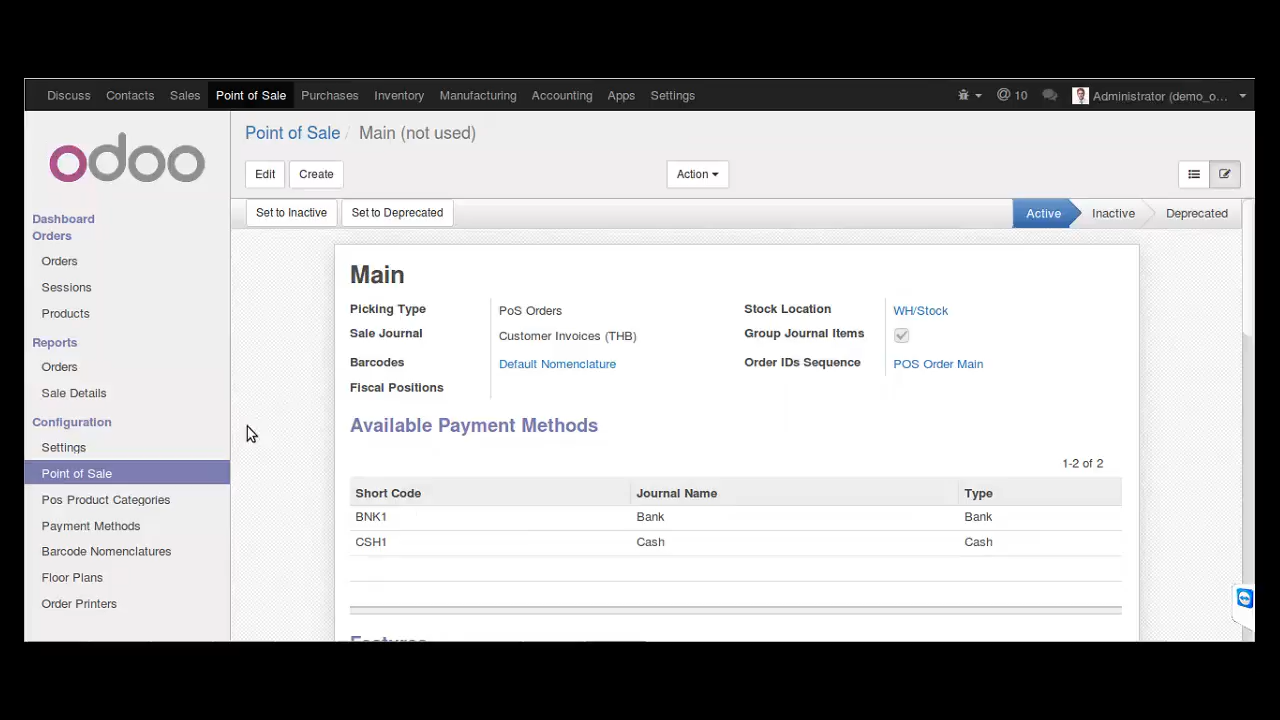 Discuss Contacts Sales Point of Sale Purchases Inventory Manufacturing Accounting Apps Settings @ 10 Administrator (demo_o...
odoo
Point of Sale / Main (not used)
Edit Create Action
Set to Inactive Set to Deprecated Active Inactive Deprecated
Dashboard
Orders
Orders
Sessions
Products
Reports
Orders
Sale Details
Configuration
Settings
Point of Sale
Pos Product Categories
Payment Methods
Barcode Nomenclatures
Floor Plans
Order Printers
Main
Picking Type PoS Orders Stock Location WH/Stock
Sale Journal Customer Invoices (THB) Group Journal Items
Barcodes Default Nomenclature Order IDs Sequence POS Order Main
Fiscal Positions
Available Payment Methods
1-2 of 2
Short Code Journal Name Type
BNK1 Bank Bank
CSH1 Cash Cash
Features